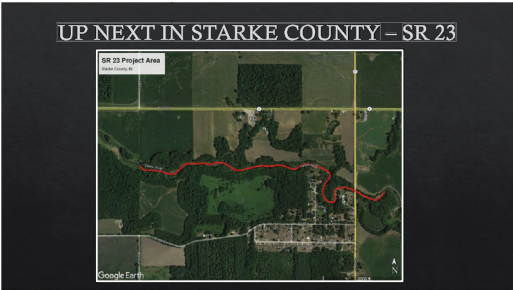 UP NEXT IN STARKE COUNTY – SR 23
SR 23 Project Area
Starke County, IN
Google Earth
N